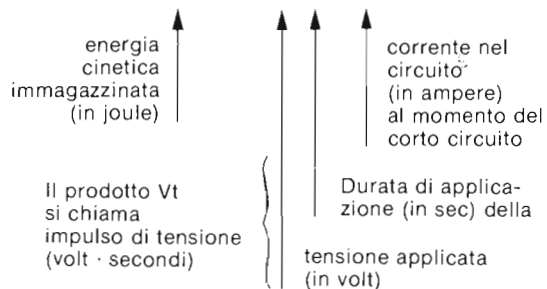 energia
cinetica
immagazzinata
(in joule)
corrente nel
circuito
(in ampere)
al momento del
corto circuito
Il prodotto Vt
si chiama
impulso di tensione
(volt · secondi)
Durata di applica-
zione (in sec) della
tensione applicata
(in volt)